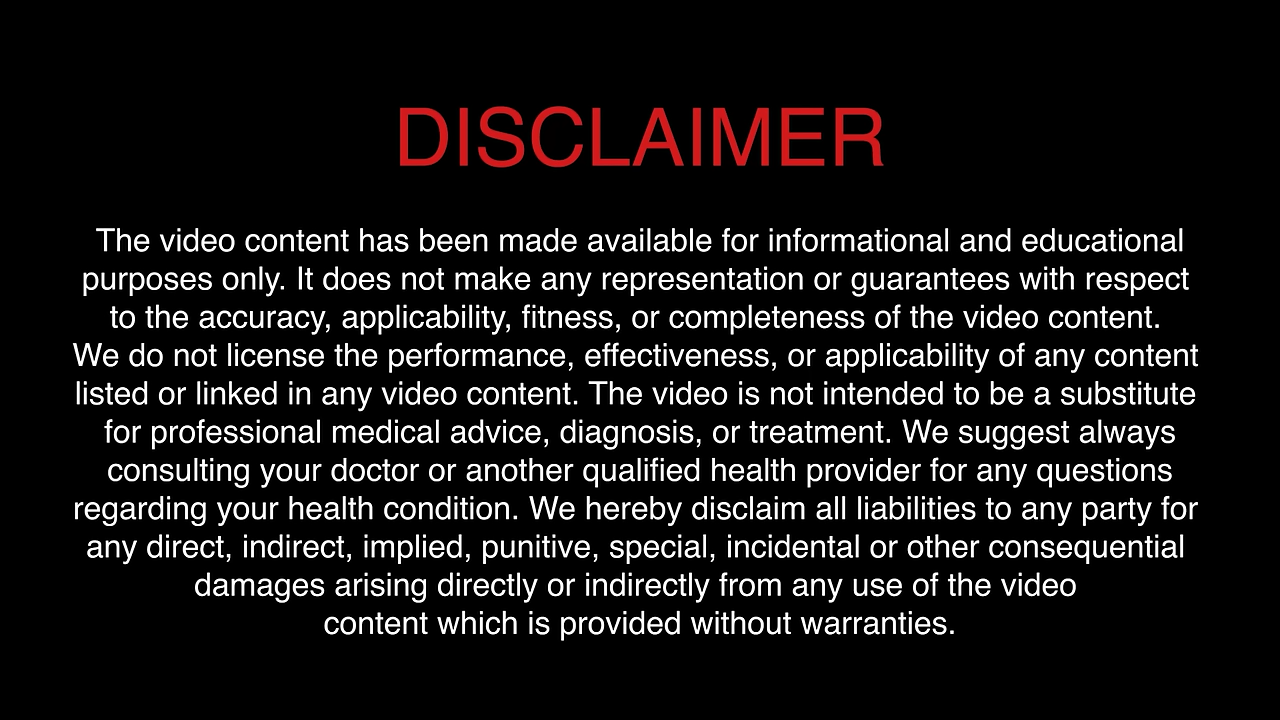 DISCLAIMER
The video content has been made available for informational and educational
purposes only. It does not make any representation or guarantees with respect
to the accuracy, applicability, fitness, or completeness of the video content.
We do not license the performance, effectiveness, or applicability of any content
listed or linked in any video content. The video is not intended to be a substitute
for professional medical advice, diagnosis, or treatment. We suggest always
consulting your doctor or another qualified health provider for any questions
regarding your health condition. We hereby disclaim all liabilities to any party for
any direct, indirect, implied, punitive, special, incidental or other consequential
damages arising directly or indirectly from any use of the video
content which is provided without warranties.